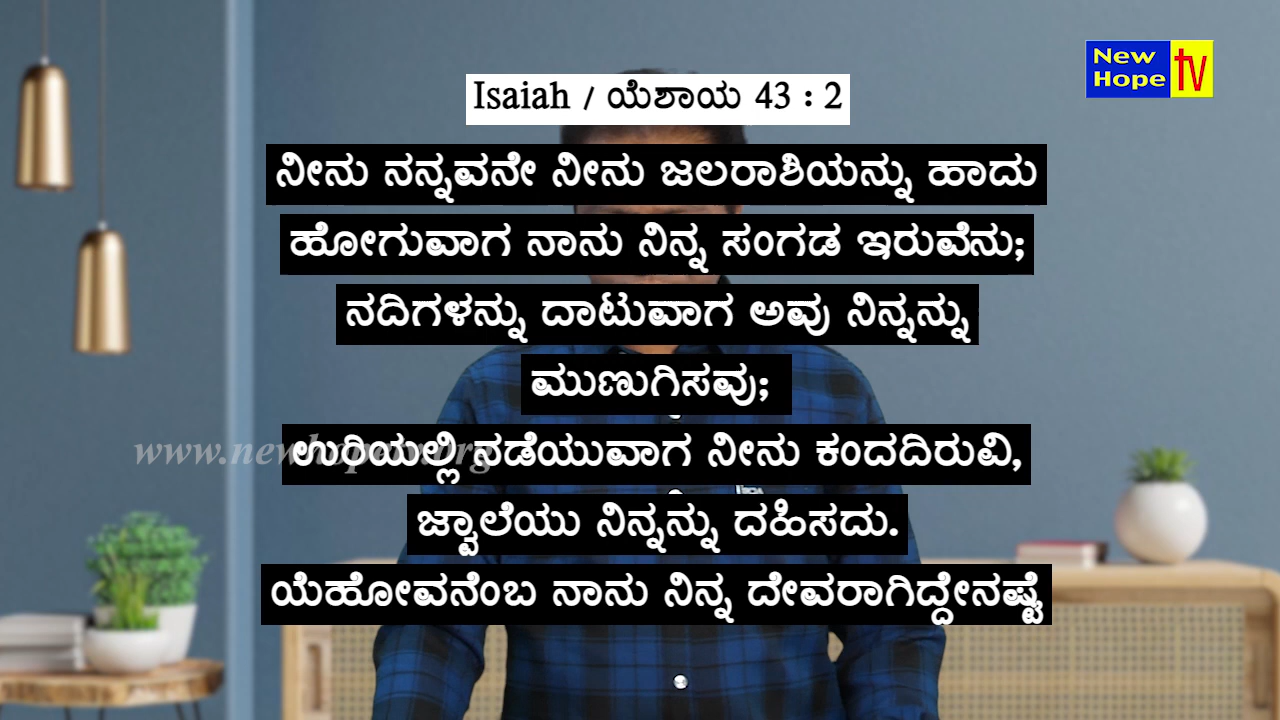 New
Hope TV
Isaiah / ಯೆಶಾಯ 43 : 2
ನೀನು ನನ್ನವನೇ ನೀನು ಜಲರಾಶಿಯನ್ನು ಹಾದು
ಹೋಗುವಾಗ ನಾನು ನಿನ್ನ ಸಂಗಡ ಇರುವೆನು;
ನದಿಗಳನ್ನು ದಾಟುವಾಗ ಅವು ನಿನ್ನನ್ನು
ಮುಣುಗಿಸವು;
ಉರಿಯಲ್ಲಿ ನಡೆಯುವಾಗ ನೀನು ಕಂದದಿರುವಿ,
ಜ್ವಾಲೆಯು ನಿನ್ನನ್ನು ದಹಿಸದು.
ಯೆಹೋವನೆಂಬ ನಾನು ನಿನ್ನ ದೇವರಾಗಿದ್ದೇನಷ್ಟೆ